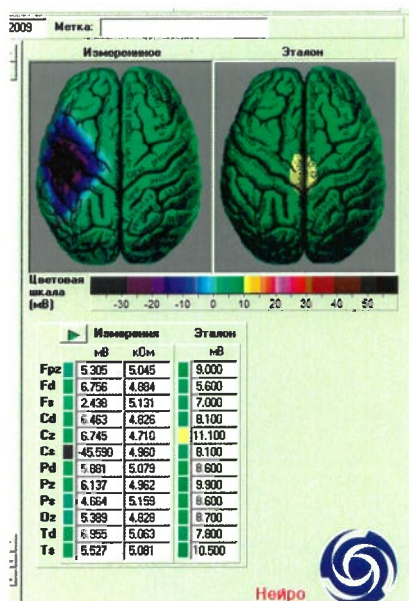 2009 Метка:
Измеренное Эталон
Цветовая
шкала
(мВ)
-30 -20 -10 0 10 20 30 40 50
Измерения Эталон
мВ кОм мВ
Fpz 5.305 5.045 9.000
Fd 6.756 4.884 5.600
Fs 2.438 5.131 7.000
Cd 6.463 4.826 8.100
Cz 6.745 4.710 11.100
Cs -45.590 4.960 8.100
Pd 5.881 5.079 8.600
Pz 6.137 4.962 9.900
Ps 4.664 5.159 8.600
Oz 5.389 4.828 8.700
Td 6.955 5.063 7.800
Ts 5.527 5.081 10.500
Нейро